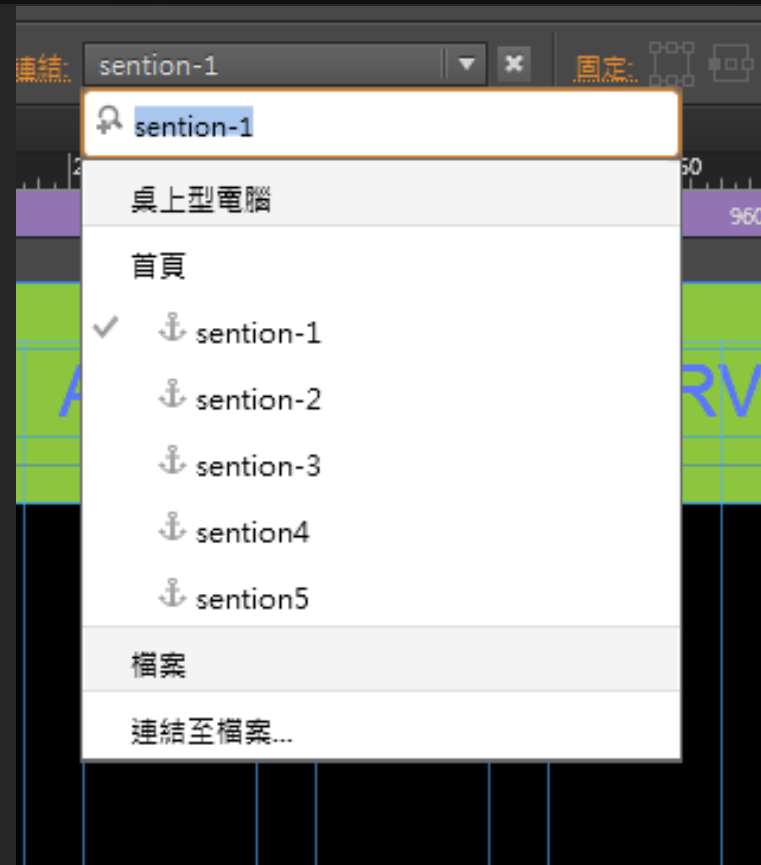 連結: sention-1 固定:
sention-1
桌上型電腦
960
首頁
sention-1
sention-2
sention-3
sention4
sention5
檔案
連結至檔案...